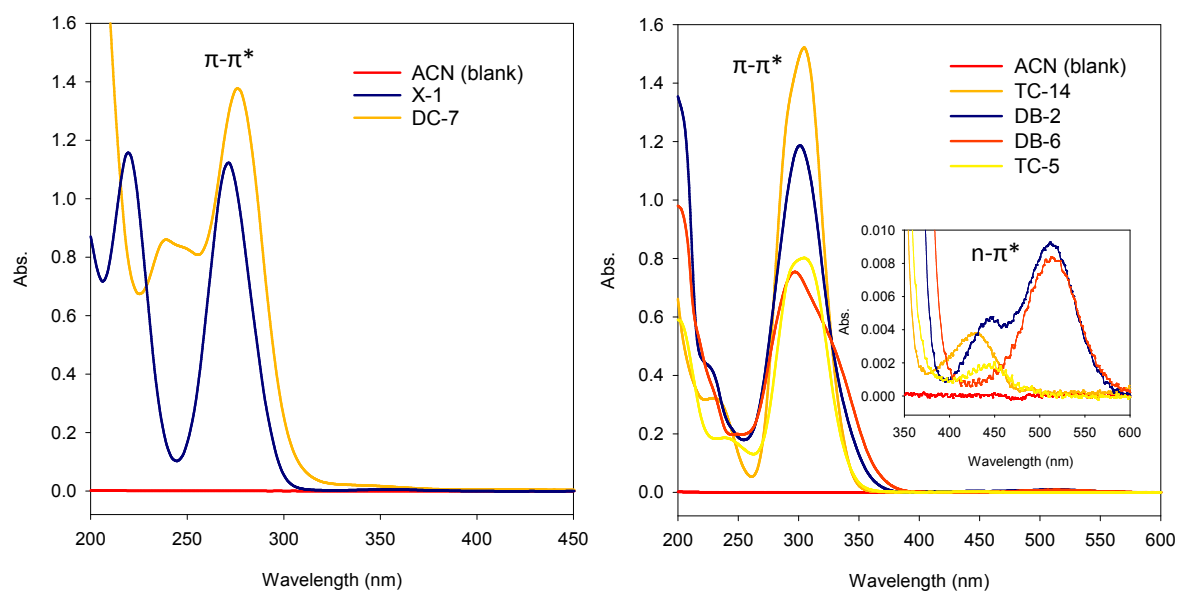 π-π*
ACN (blank)
X-1
DC-7
1.6
1.4
1.2
1.0
0.8
0.6
0.4
0.2
0.0
Abs.
200 250 300 350 400 450
Wavelength (nm)
π-π*
ACN (blank)
TC-14
DB-2
DB-6
TC-5
1.6
1.4
1.2
1.0
0.8
0.6
0.4
0.2
0.0
Abs.
n-π*
0.010
0.008
0.006
0.004
0.002
0.000
Abs.
350 400 450 500 550 600
Wavelength (nm)
200 250 300 350 400 450 500 550 600
Wavelength (nm)